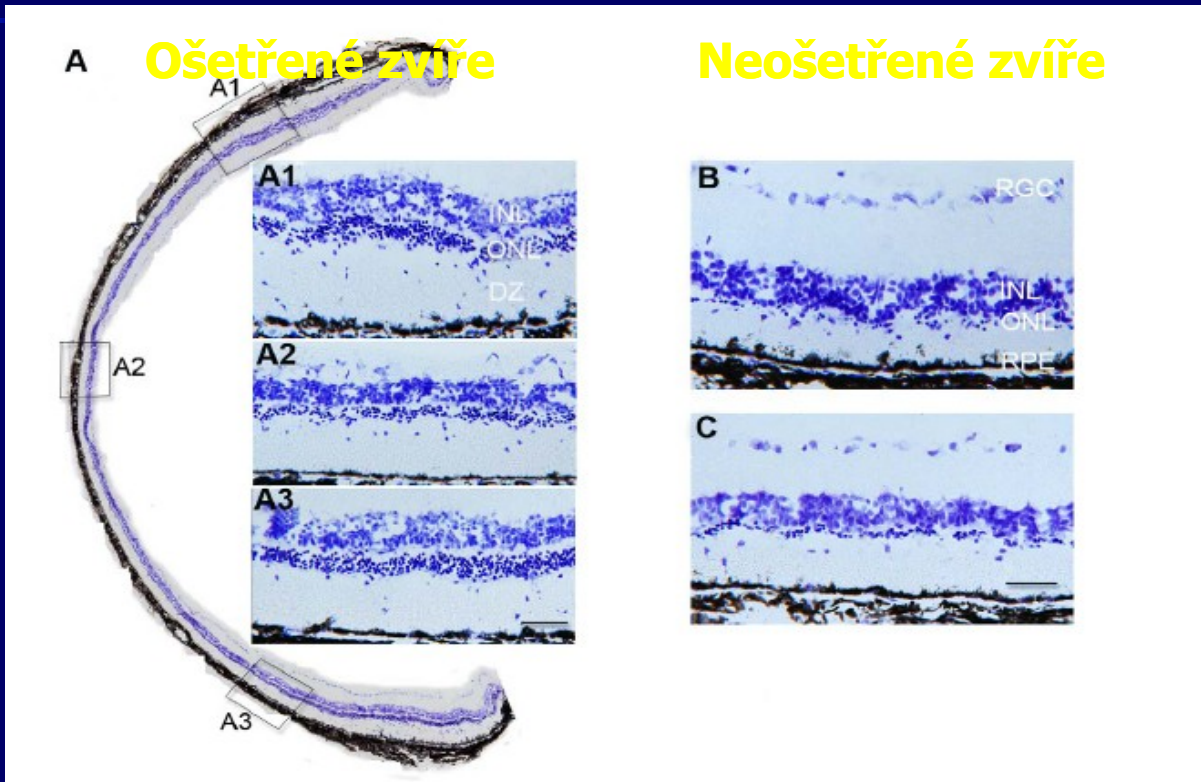 A
Ošetřené zvíře
Neošetřené zvíře
A1
A1
INL
ONL
DZ
A2
A2
A3
A3
B
RGC
INL
ONL
RPE
C